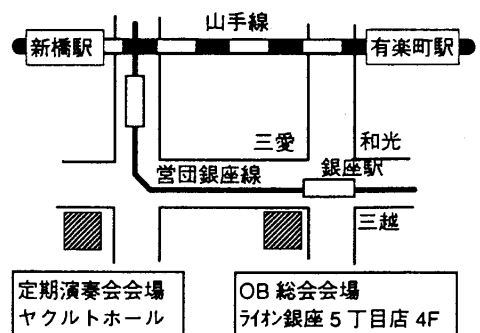 山手線
新橋駅
有楽町駅
三愛
和光
営団銀座線
銀座駅
三越
定期演奏会会場
ヤクルトホール
OB 総会会場
ﾗｲｵﾝ銀座 5 丁目店 4F